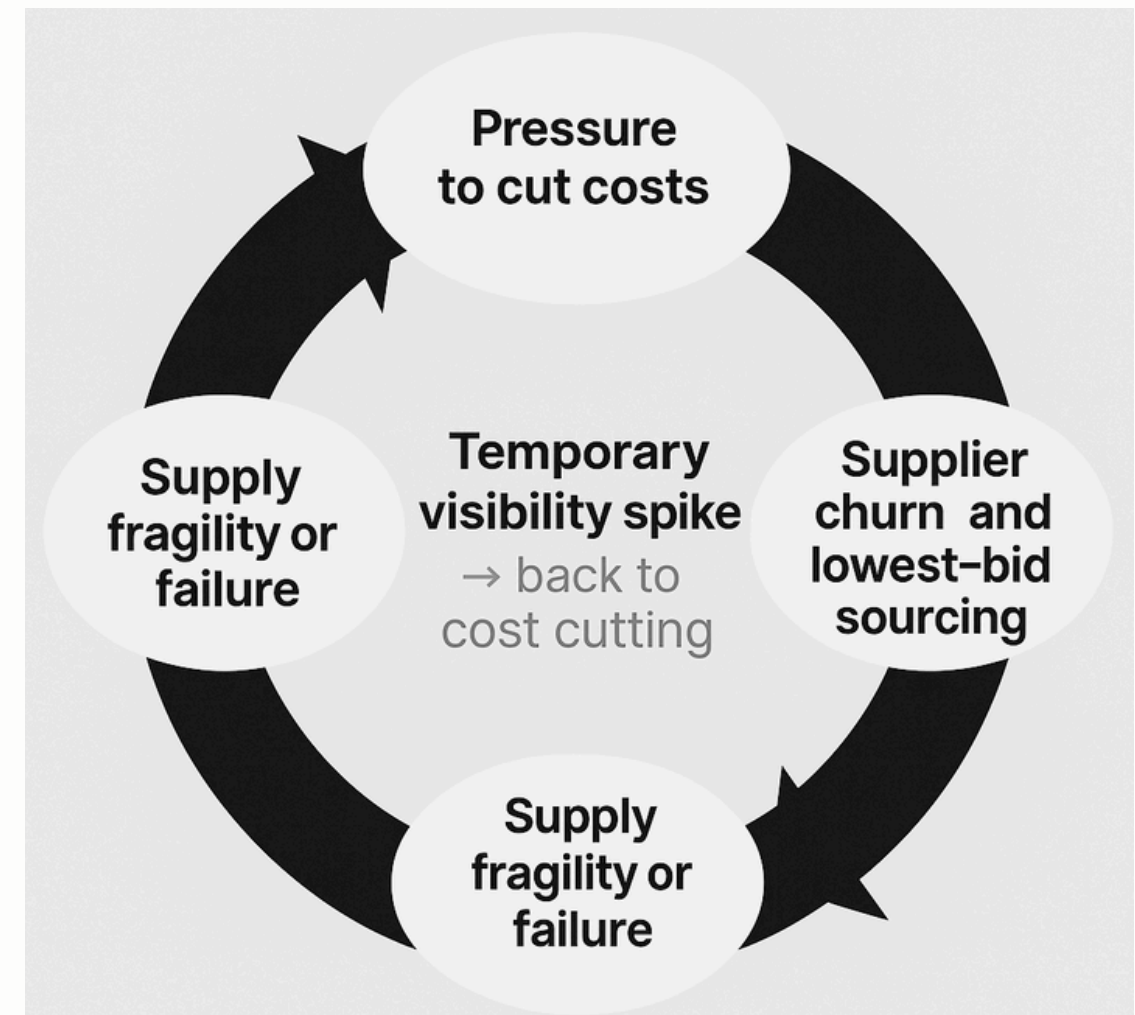 Pressure
to cut costs
Supplier
churn and
lowest–bid
sourcing
Supply
fragility or
failure
Supply
fragility or
failure
Temporary
visibility spike
→ back to
cost cutting